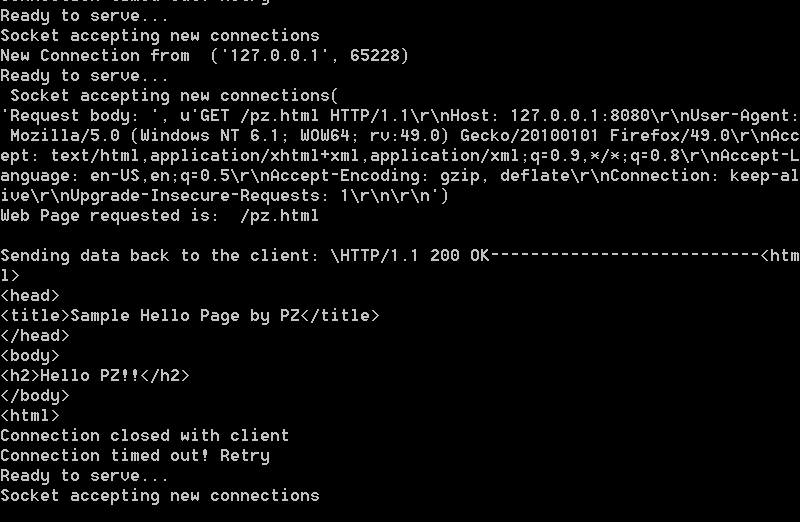 Connection timed out! Retry
Ready to serve...
Socket accepting new connections
New Connection from  ('127.0.0.1', 65228)
Ready to serve...
 Socket accepting new connections(
'Request body: ', u'GET /pz.html HTTP/1.1\r\nHost: 127.0.0.1:8080\r\nUser-Agent:
 Mozilla/5.0 (Windows NT 6.1; WOW64; rv:49.0) Gecko/20100101 Firefox/49.0\r\nAcc
ept: text/html,application/xhtml+xml,application/xml;q=0.9,*/*;q=0.8\r\nAccept-L
anguage: en-US,en;q=0.5\r\nAccept-Encoding: gzip, deflate\r\nConnection: keep-al
ive\r\nUpgrade-Insecure-Requests: 1\r\n\r\n')
Web Page requested is:  /pz.html
Sending data back to the client: \HTTP/1.1 200 OK---------------------------<htm
l>
<head>
<title>Sample Hello Page by PZ</title>
</head>
<body>
<h2>Hello PZ!!</h2>
</body>
<html>
Connection closed with client
Connection timed out! Retry
Ready to serve...
Socket accepting new connections